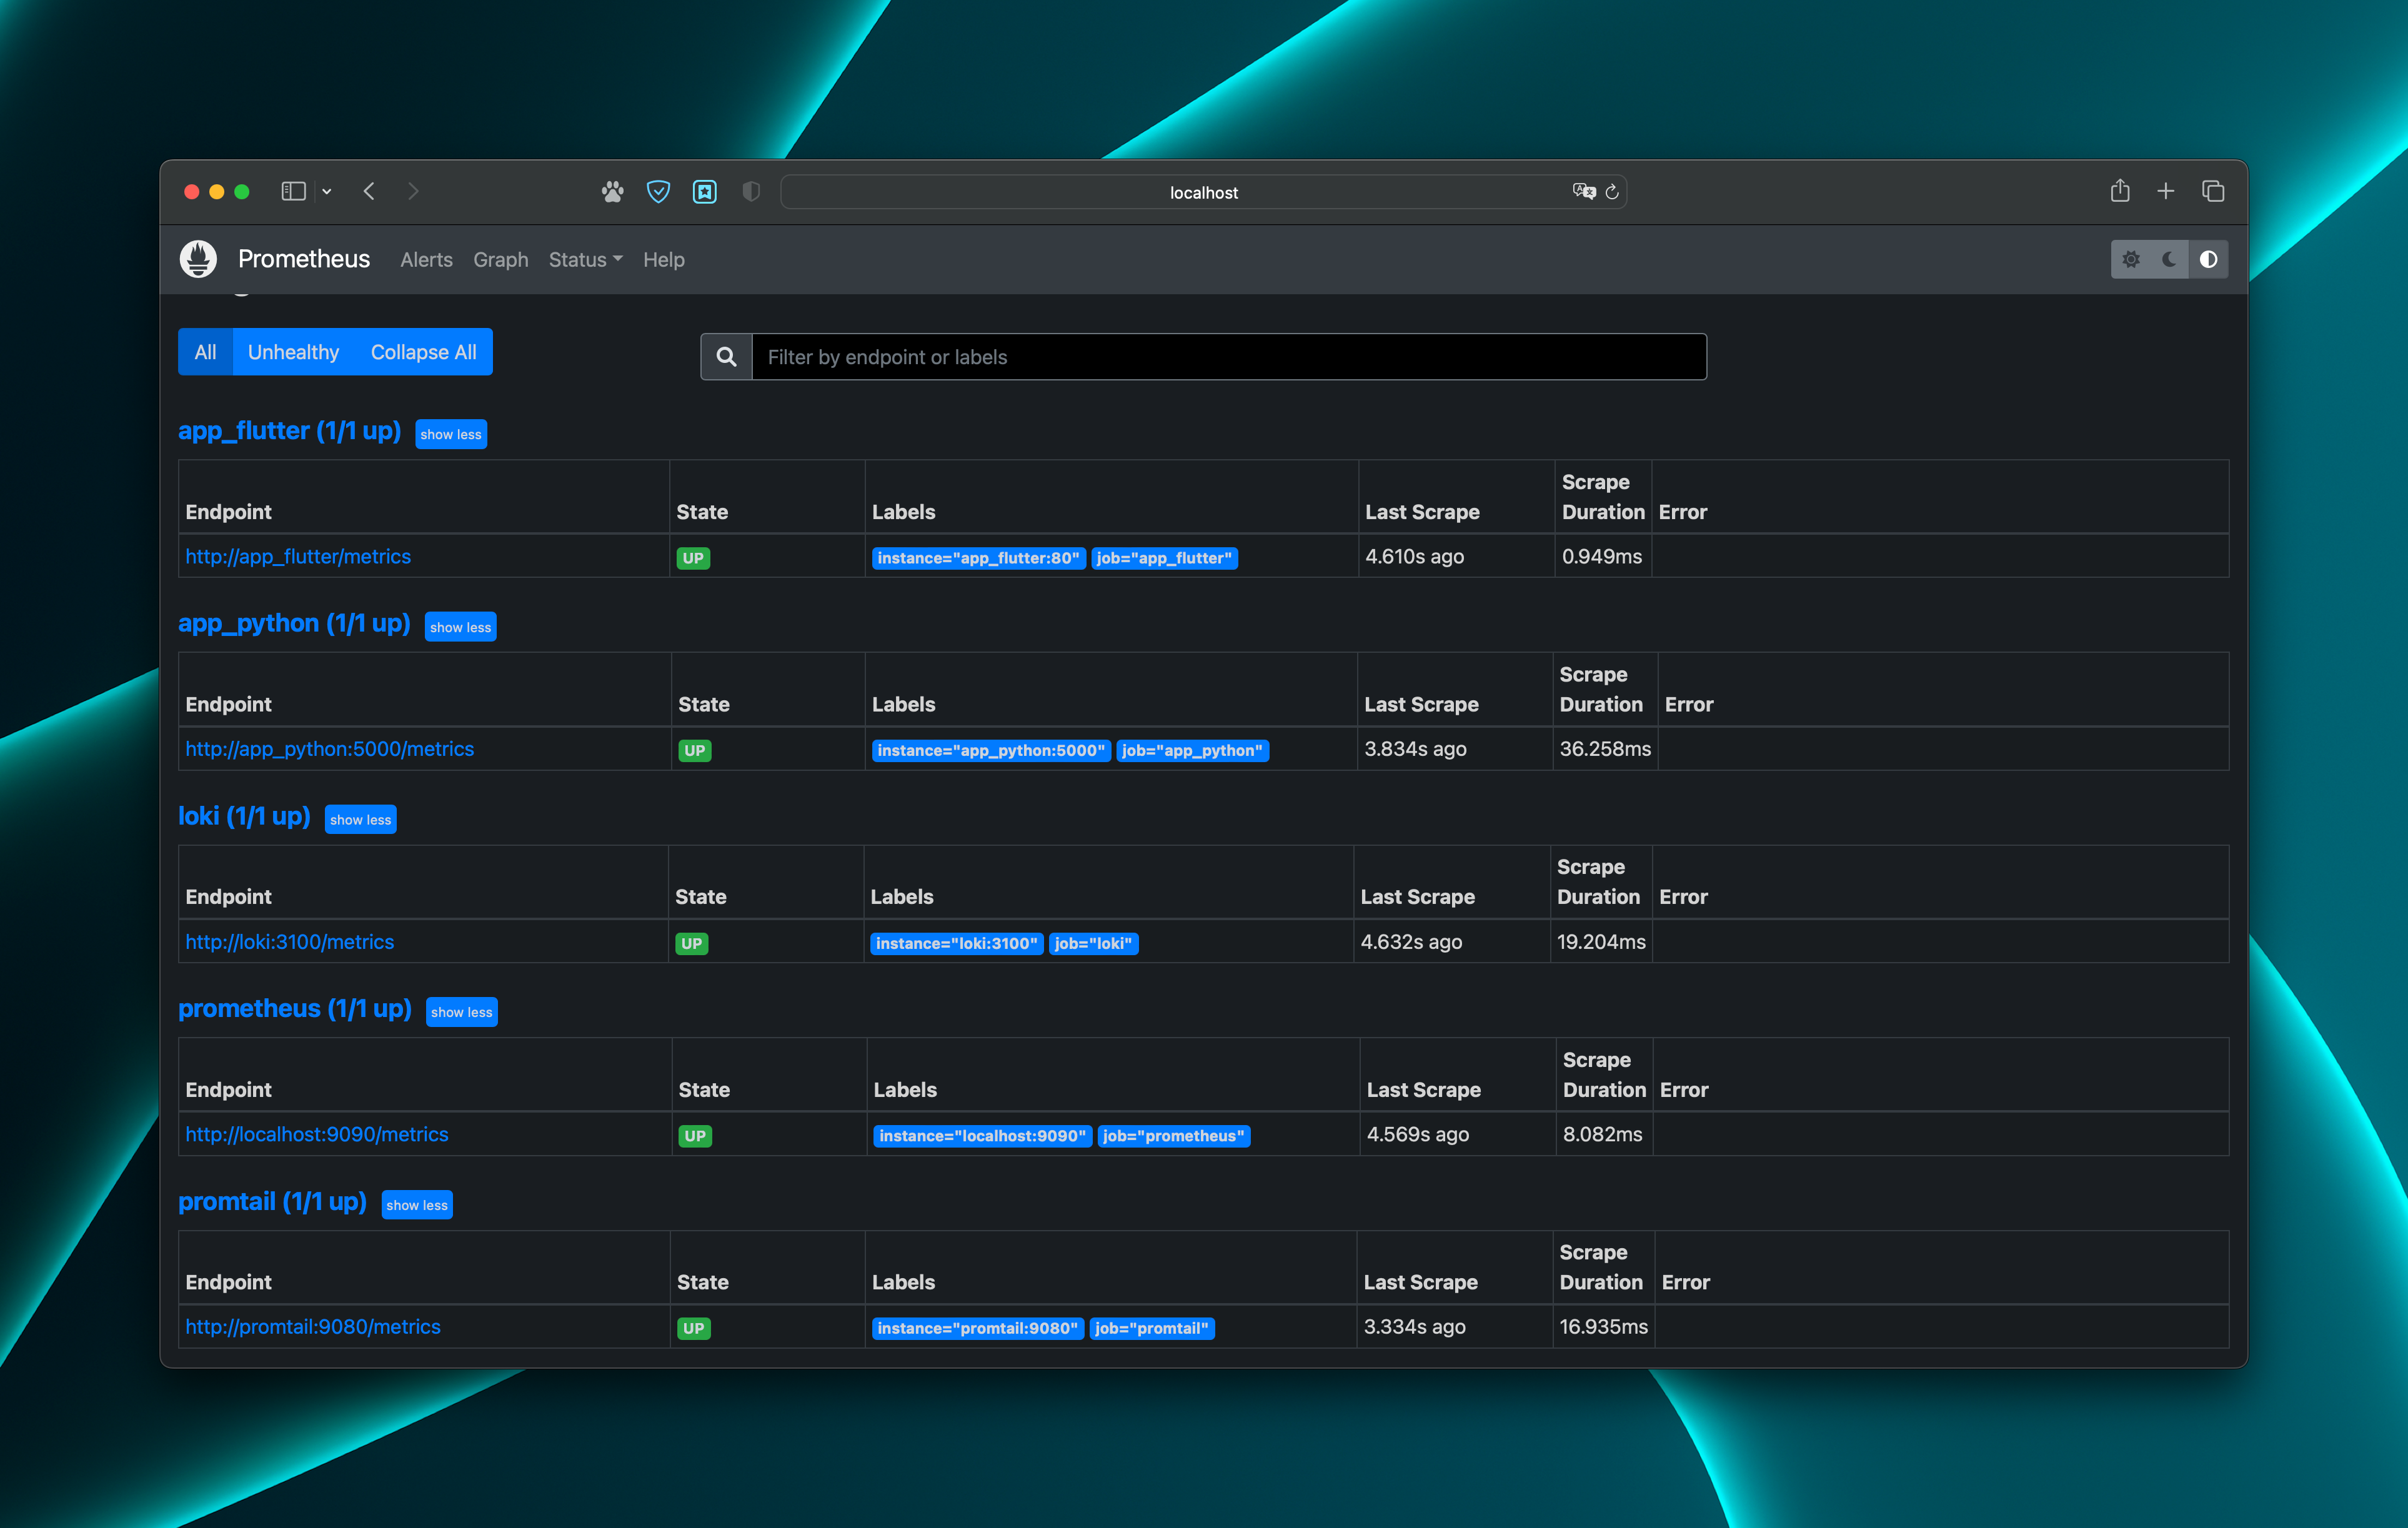 localhost
Prometheus Alerts Graph Status Help
All Unhealthy Collapse All Filter by endpoint or labels
app_flutter (1/1 up) show less
Endpoint State Labels Last Scrape Scrape Duration Error
http://app_flutter/metrics UP instance="app_flutter:80" job="app_flutter" 4.610s ago 0.949ms
app_python (1/1 up) show less
Endpoint State Labels Last Scrape Scrape Duration Error
http://app_python:5000/metrics UP instance="app_python:5000" job="app_python" 3.834s ago 36.258ms
loki (1/1 up) show less
Endpoint State Labels Last Scrape Scrape Duration Error
http://loki:3100/metrics UP instance="loki:3100" job="loki" 4.632s ago 19.204ms
prometheus (1/1 up) show less
Endpoint State Labels Last Scrape Scrape Duration Error
http://localhost:9090/metrics UP instance="localhost:9090" job="prometheus" 4.569s ago 8.082ms
promtail (1/1 up) show less
Endpoint State Labels Last Scrape Scrape Duration Error
http://promtail:9080/metrics UP instance="promtail:9080" job="promtail" 3.334s ago 16.935ms